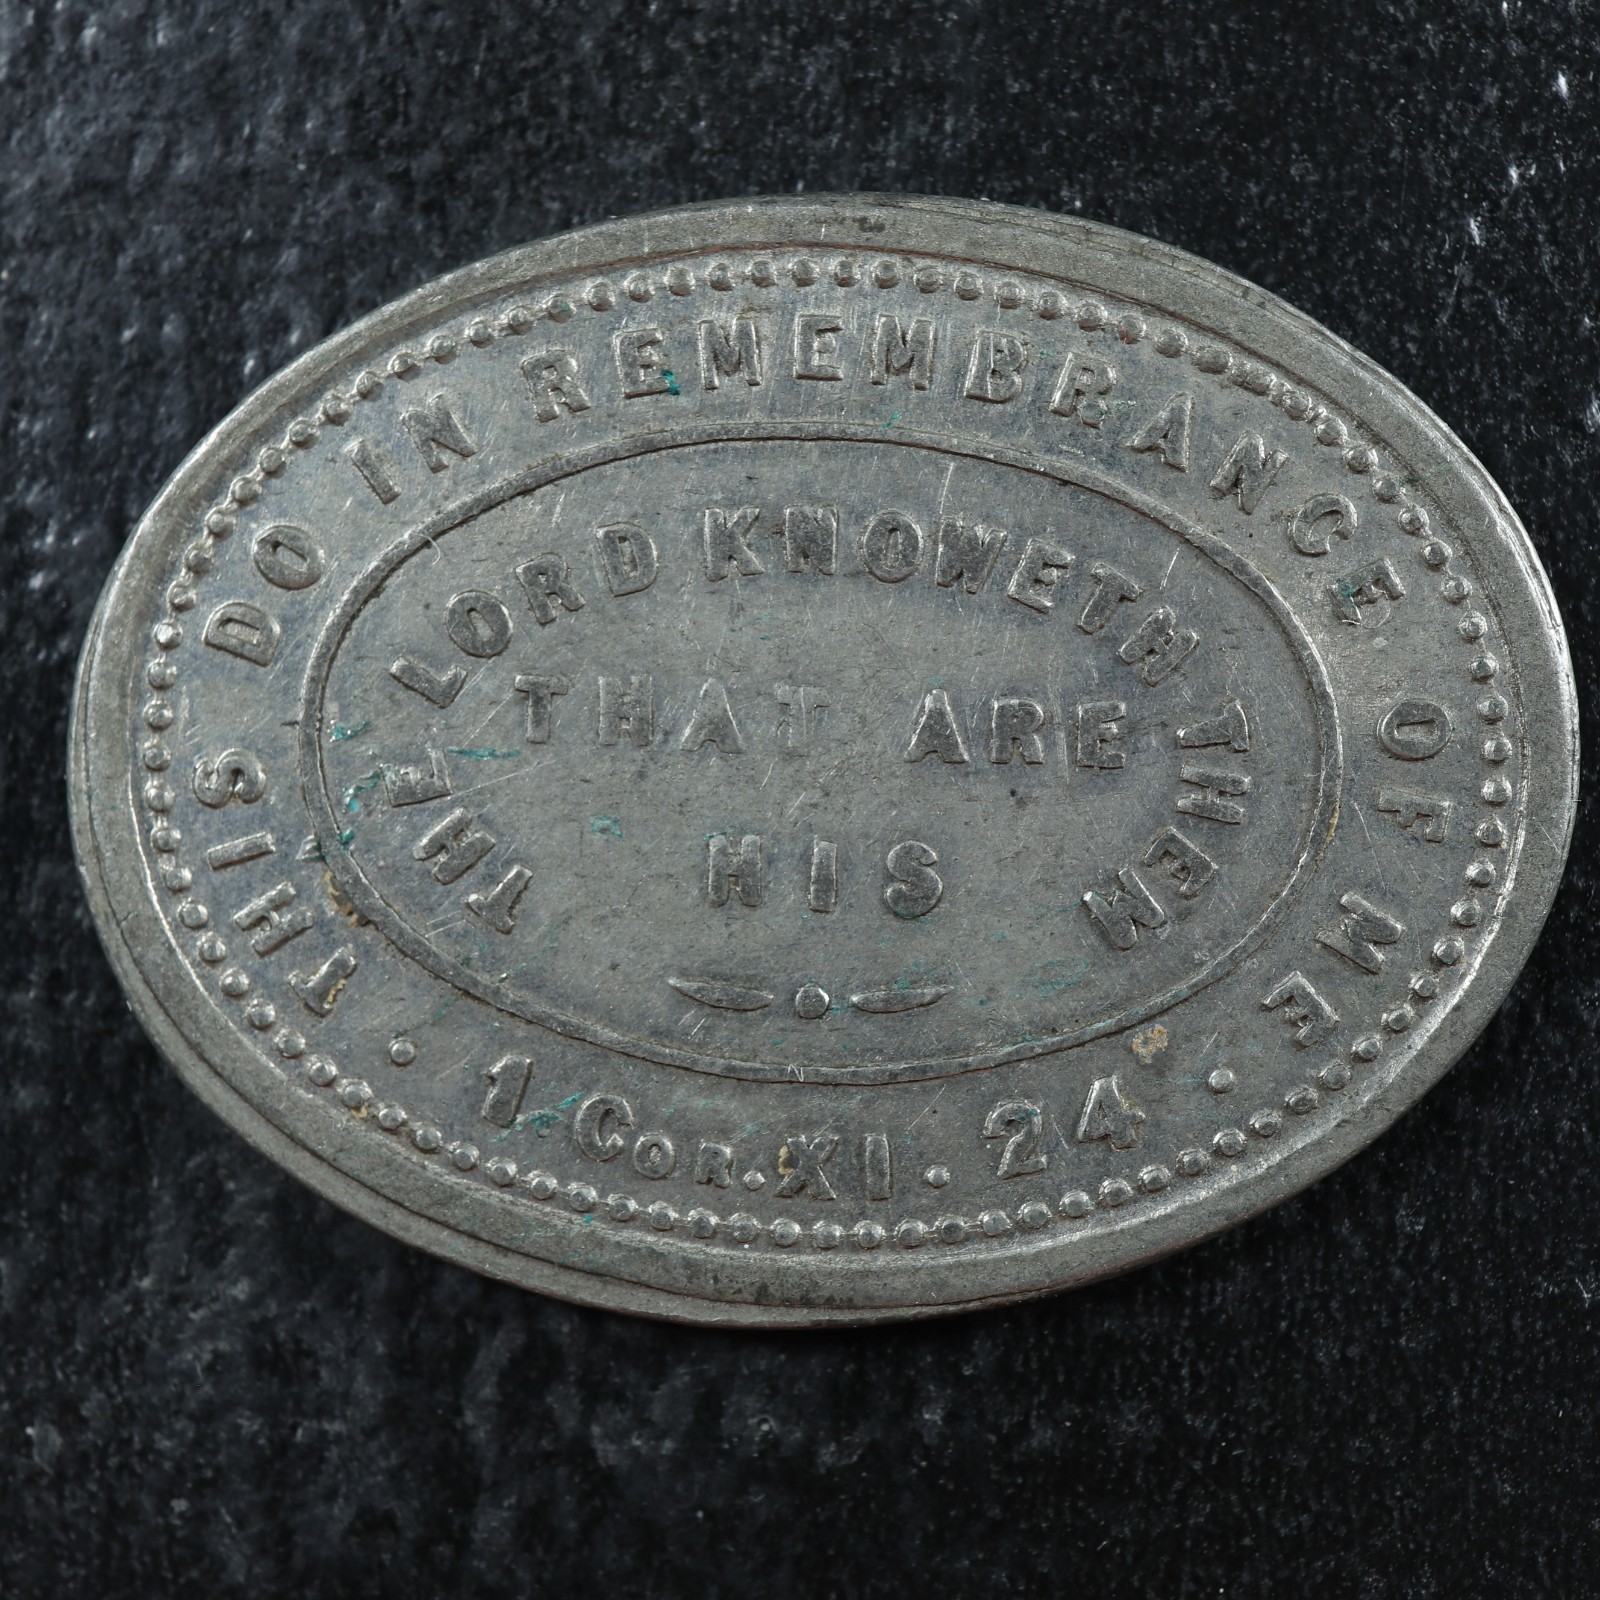 THIS DO IN REMEMBRANCE OF ME
· 1 COR. XI. 24 ·
THE LORD KNOWETH THEM
THAT ARE
HIS